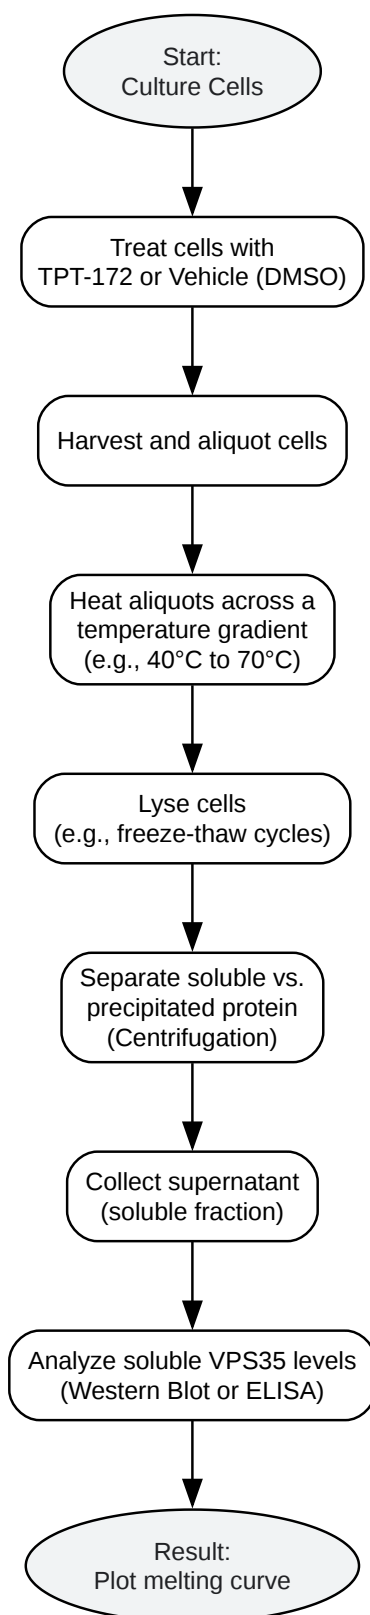 Start:
Culture Cells
Treat cells with
TPT-172 or Vehicle (DMSO)
Harvest and aliquot cells
Heat aliquots across a
temperature gradient
(e.g., 40°C to 70°C)
Lyse cells
(e.g., freeze-thaw cycles)
Separate soluble vs.
precipitated protein
(Centrifugation)
Collect supernatant
(soluble fraction)
Analyze soluble VPS35 levels
(Western Blot or ELISA)
Result:
Plot melting curve